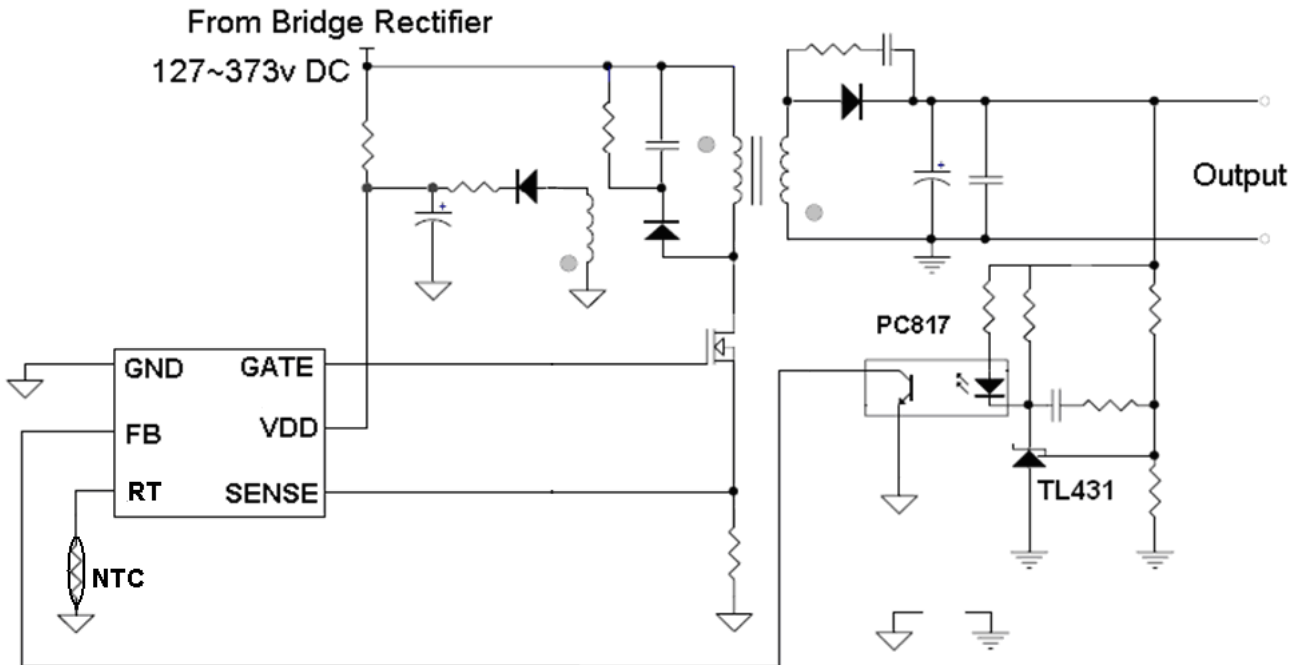 From Bridge Rectifier
127~373v DC
Output
PC817
GND
GATE
FB
VDD
RT
SENSE
TL431
NTC